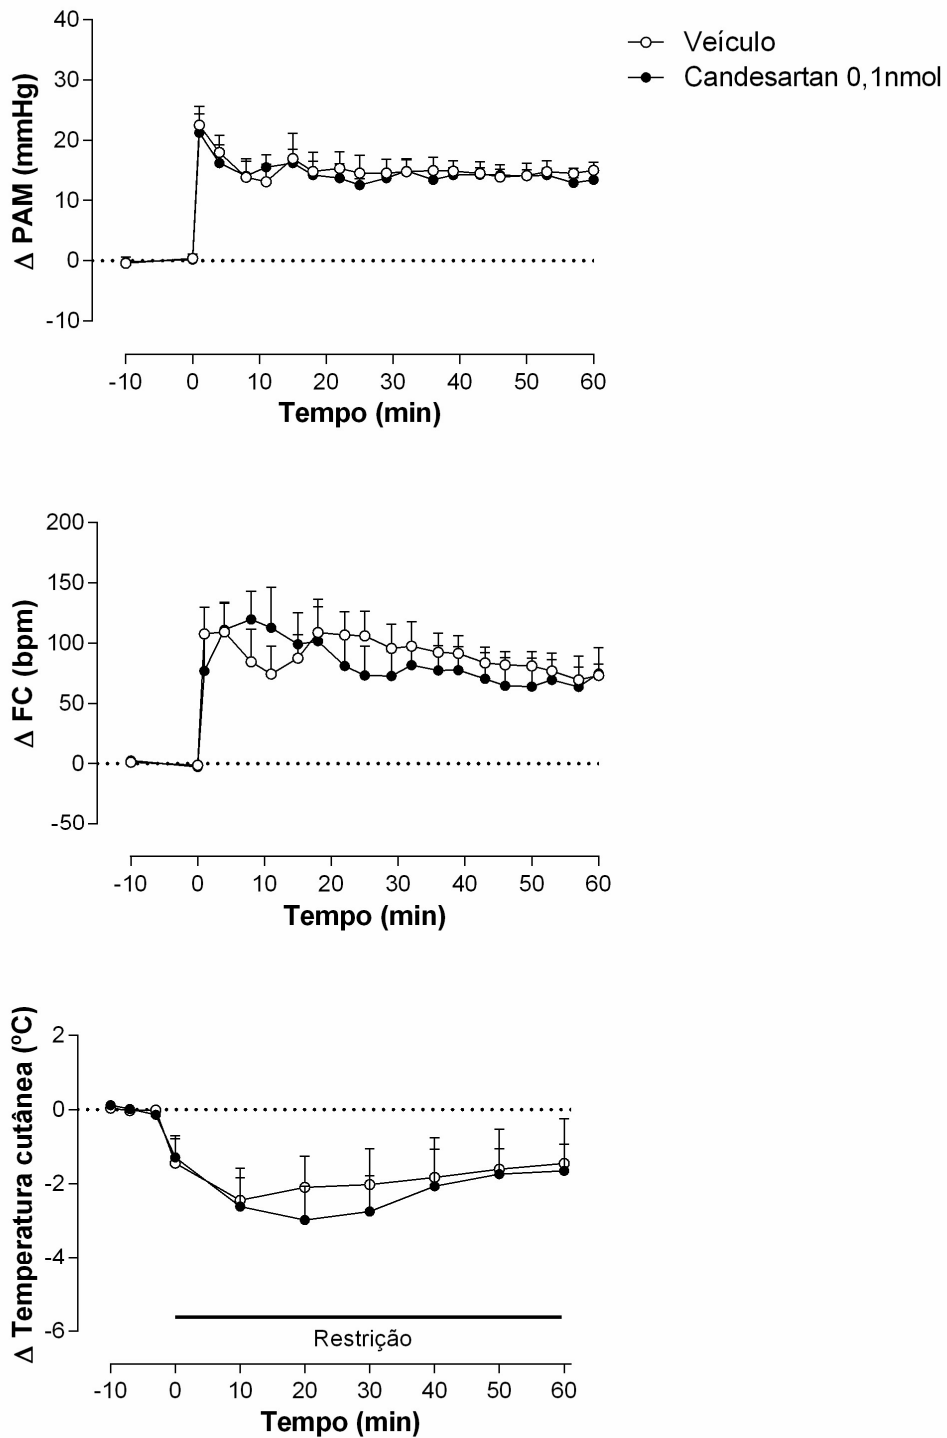 Veículo
Candesartan 0,1nmol
Δ PAM (mmHg)
40
30
20
10
0
-10
-10 0 10 20 30 40 50 60
Tempo (min)
Δ FC (bpm)
200
150
100
50
0
-50
-10 0 10 20 30 40 50 60
Tempo (min)
Δ Temperatura cutânea (ºC)
2
0
-2
-4
-6
Restrição
-10 0 10 20 30 40 50 60
Tempo (min)